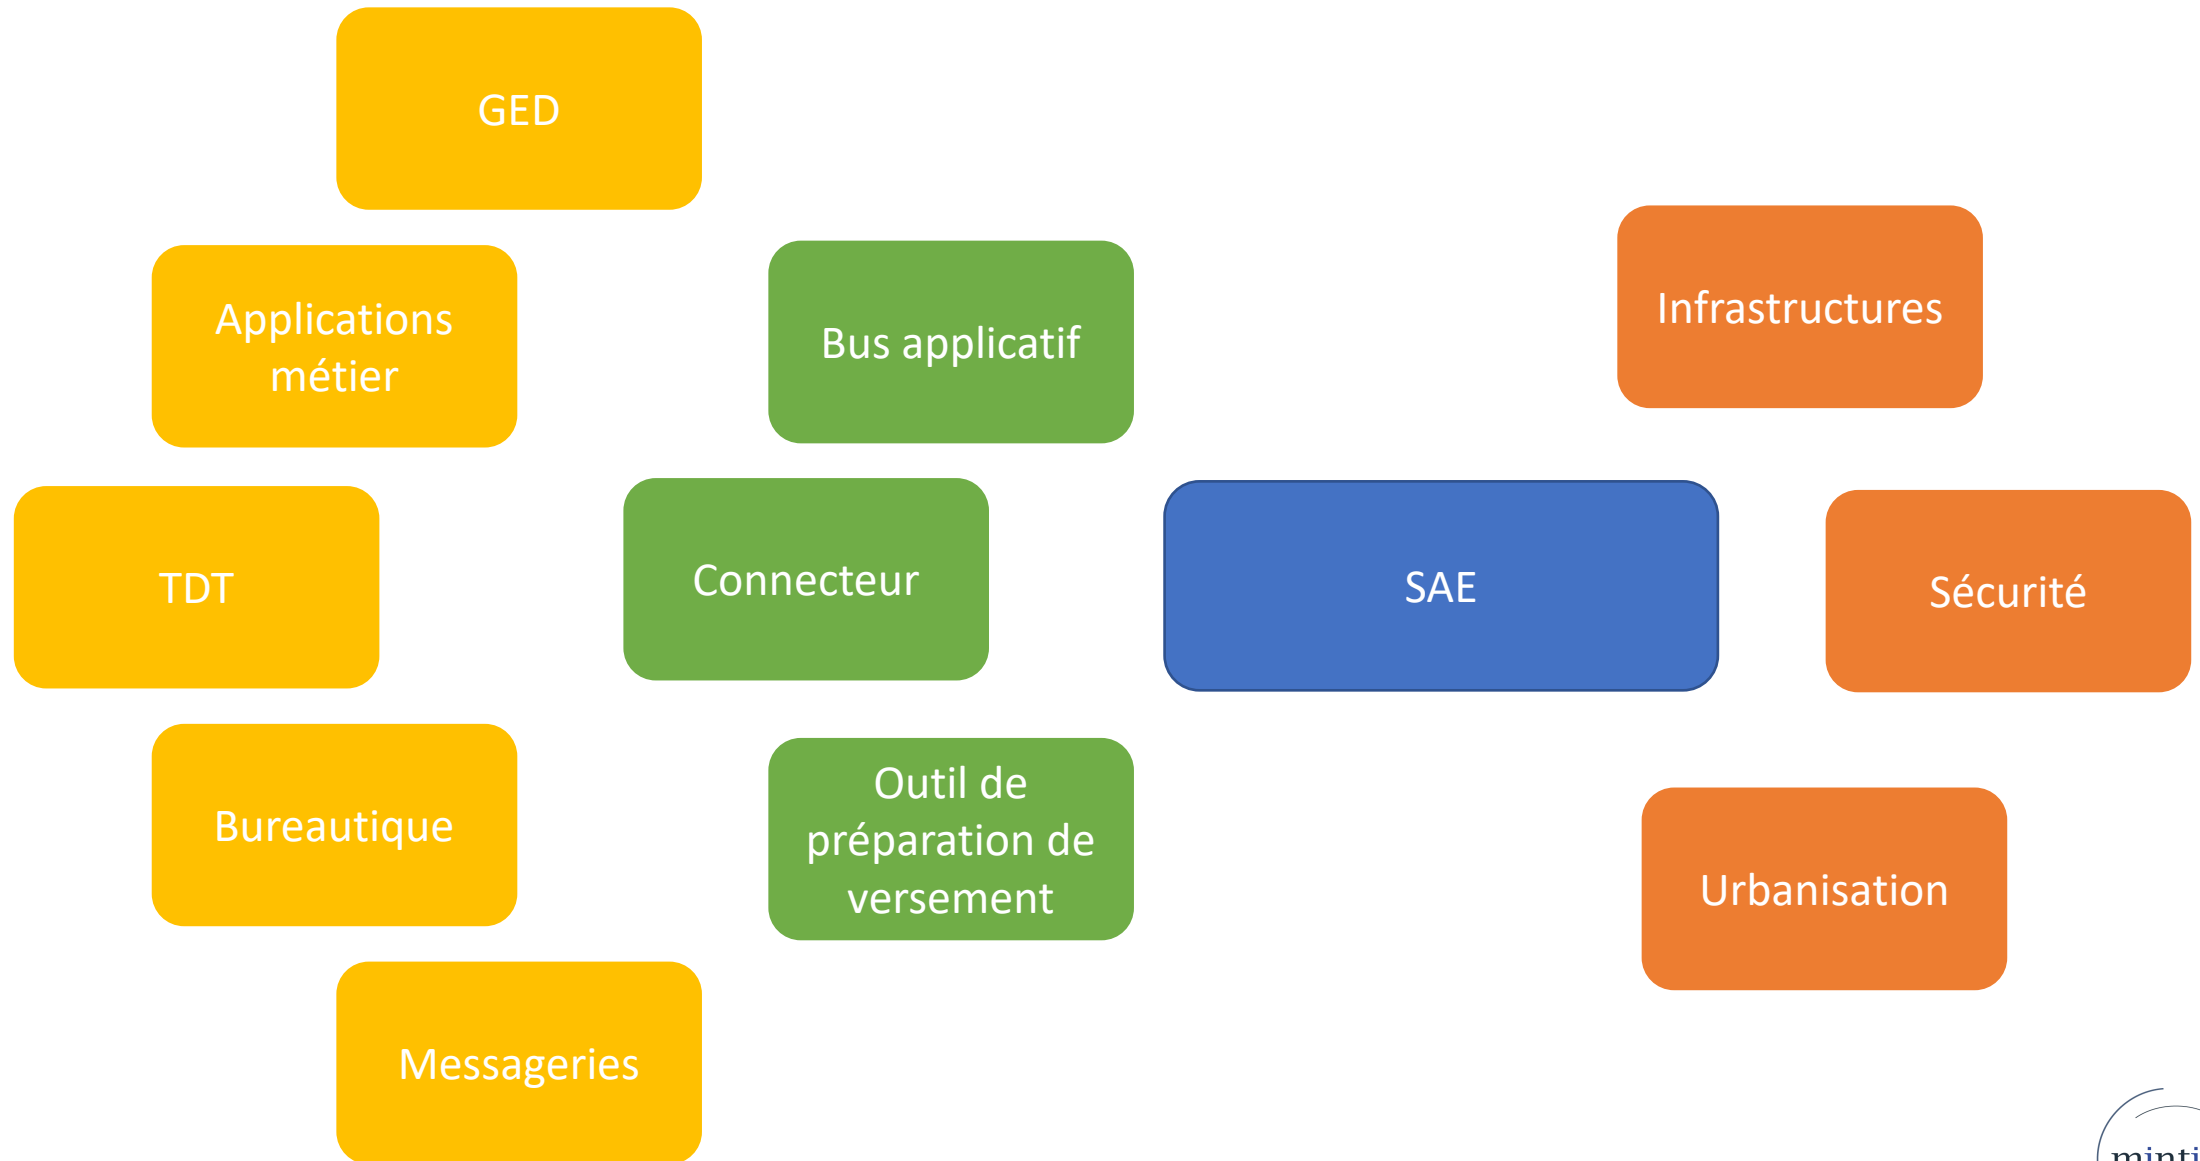 GED
Applications
métier
Bus applicatif
Infrastructures
TDT
Connecteur
SAE
Sécurité
Bureautique
Outil de
préparation de
versement
Urbanisation
Messageries